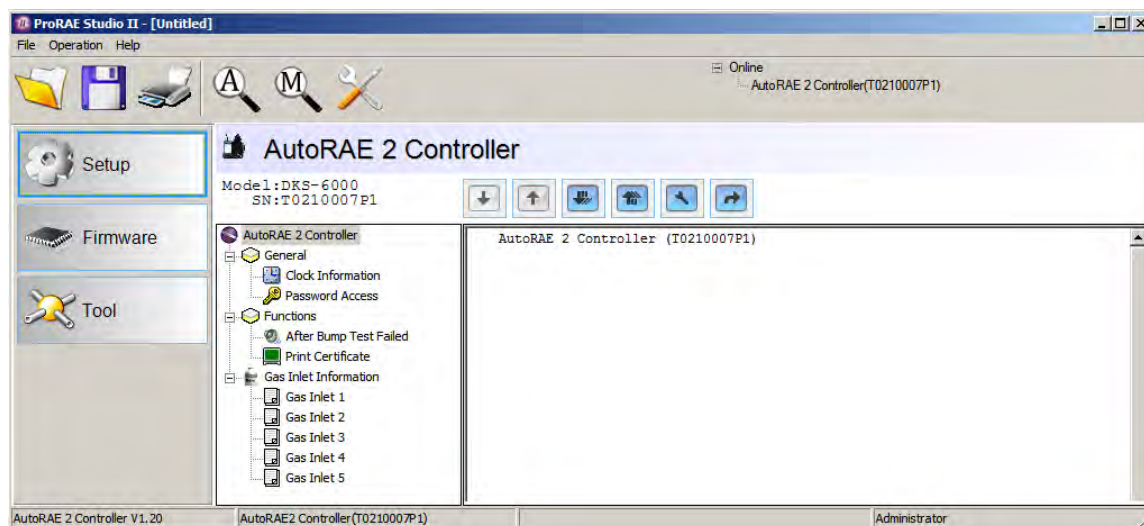 ProRAE Studio II - [Untitled]
File Operation Help
A M
Online
AutoRAE 2 Controller(T0210007P1)
Setup
Firmware
Tool
AutoRAE 2 Controller
Model:DKS-6000
SN:T0210007P1
AutoRAE 2 Controller
General
Clock Information
Password Access
Functions
After Bump Test Failed
Print Certificate
Gas Inlet Information
Gas Inlet 1
Gas Inlet 2
Gas Inlet 3
Gas Inlet 4
Gas Inlet 5
AutoRAE 2 Controller (T0210007P1)
AutoRAE 2 Controller V1.20 AutoRAE2 Controller(T0210007P1) Administrator